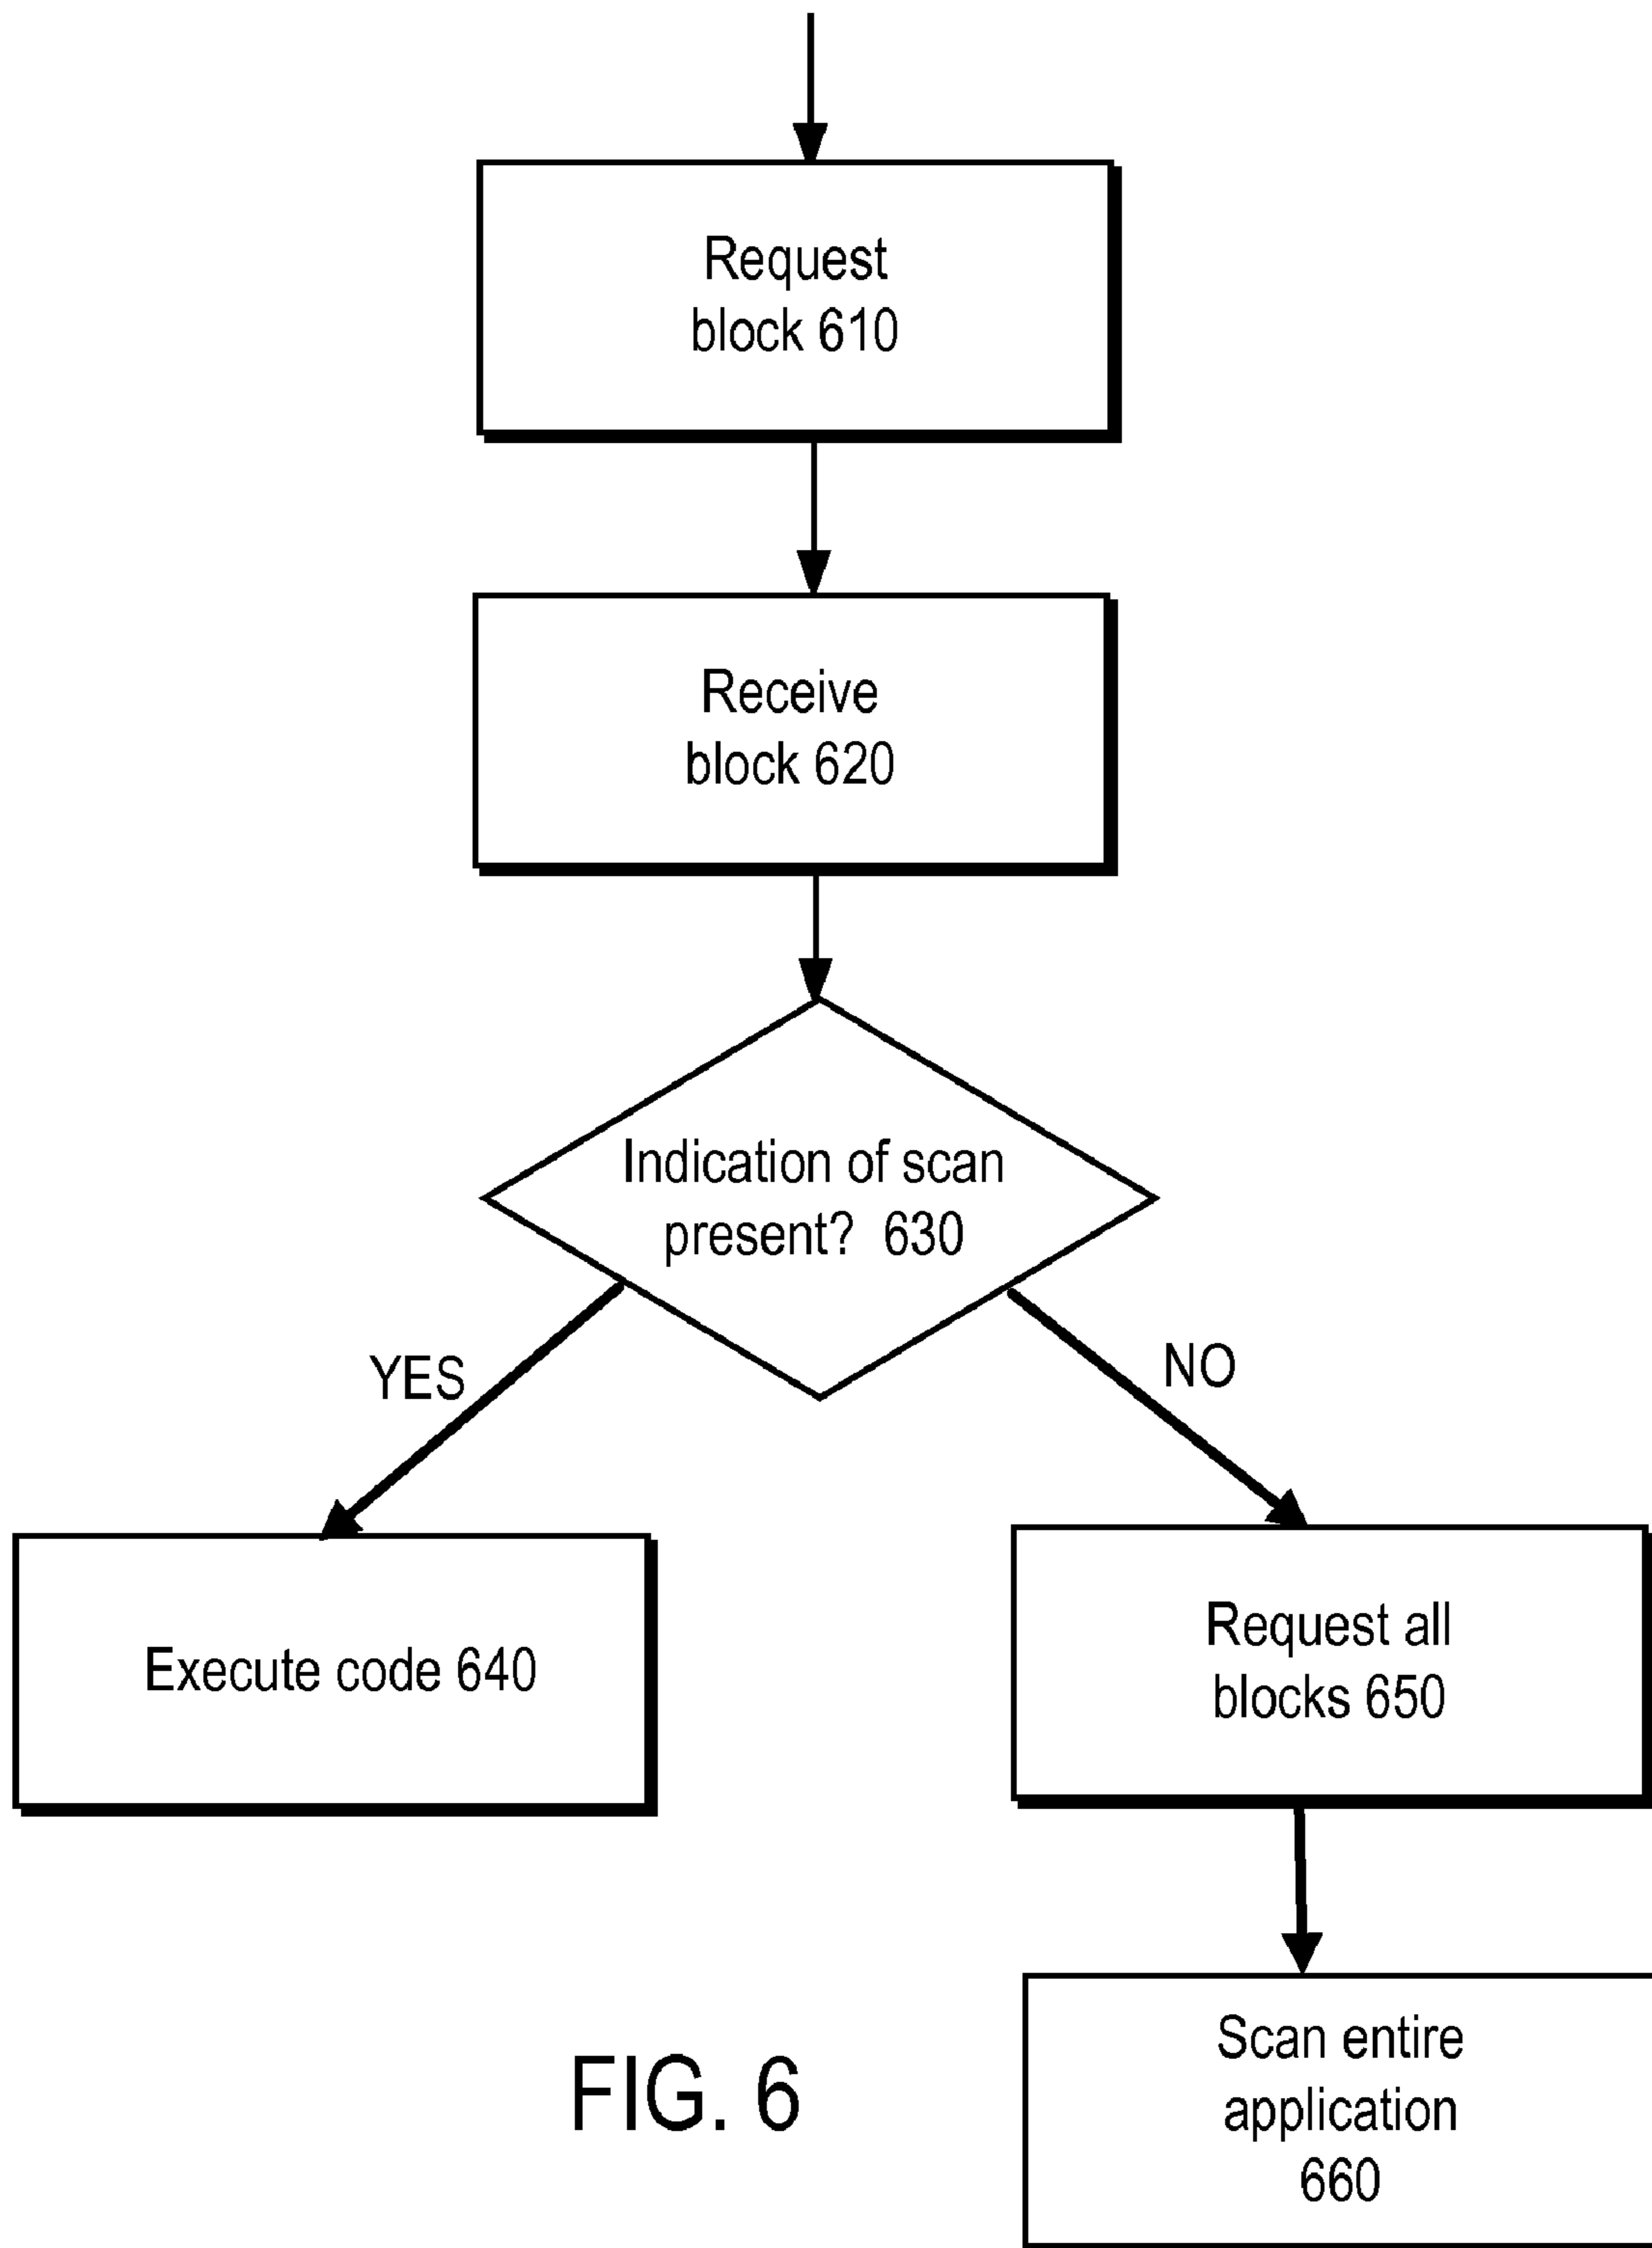 Request
block 610
Receive
block 620
Indication of scan
present? 630
YES
NO
Execute code 640
Request all
blocks 650
Scan entire
application
660
FIG. 6